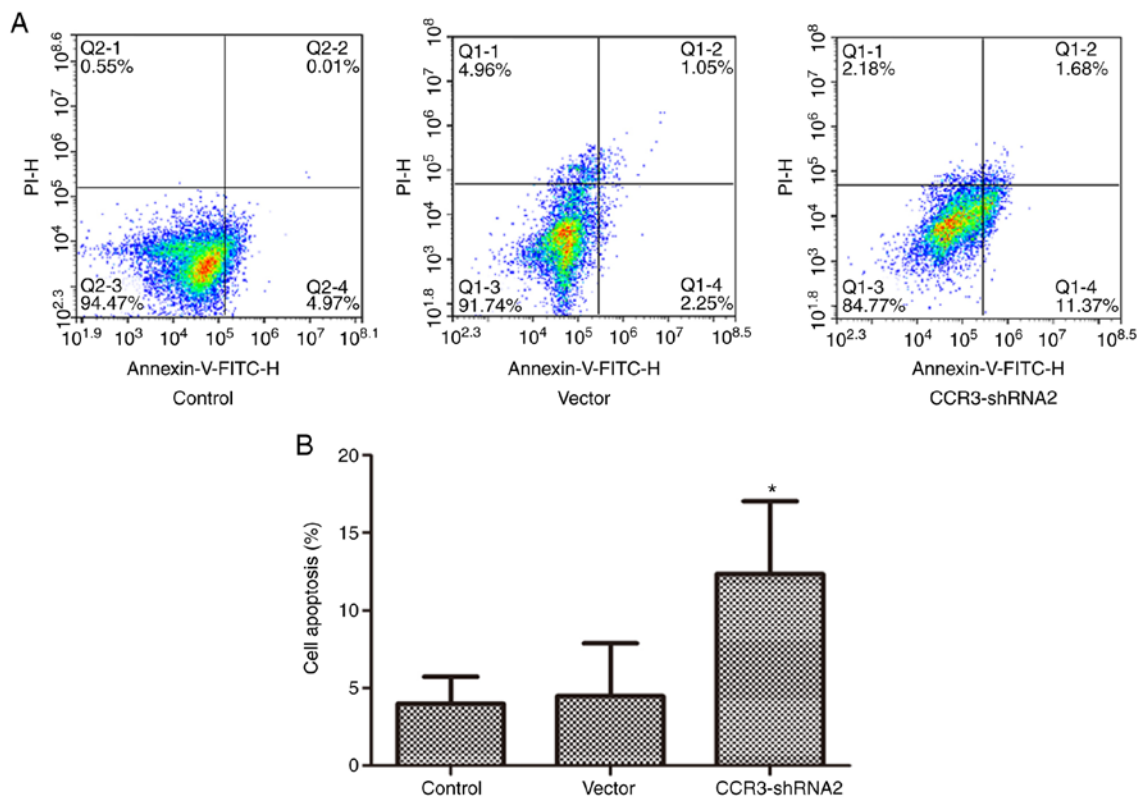 A
Q2-1
0.55%
Q2-2
0.01%
Q2-3
94.47%
Q2-4
4.97%
PI-H
10^8.6
10^7
10^6
10^5
10^4
10^2.3
10^1.9 10^3 10^4 10^5 10^6 10^7 10^8.1
Annexin-V-FITC-H
Control
Q1-1
4.96%
Q1-2
1.05%
Q1-3
91.74%
Q1-4
2.25%
PI-H
10^8
10^7
10^6
10^5
10^4
10^3
10^1.8
10^2.3 10^4 10^5 10^6 10^7 10^8.5
Annexin-V-FITC-H
Vector
Q1-1
2.18%
Q1-2
1.68%
Q1-3
84.77%
Q1-4
11.37%
PI-H
10^8
10^7
10^6
10^5
10^4
10^3
10^1.8
10^2.3 10^4 10^5 10^6 10^7 10^8.5
Annexin-V-FITC-H
CCR3-shRNA2
B
Cell apoptosis (%)
20
15
10
5
0
*
Control Vector CCR3-shRNA2